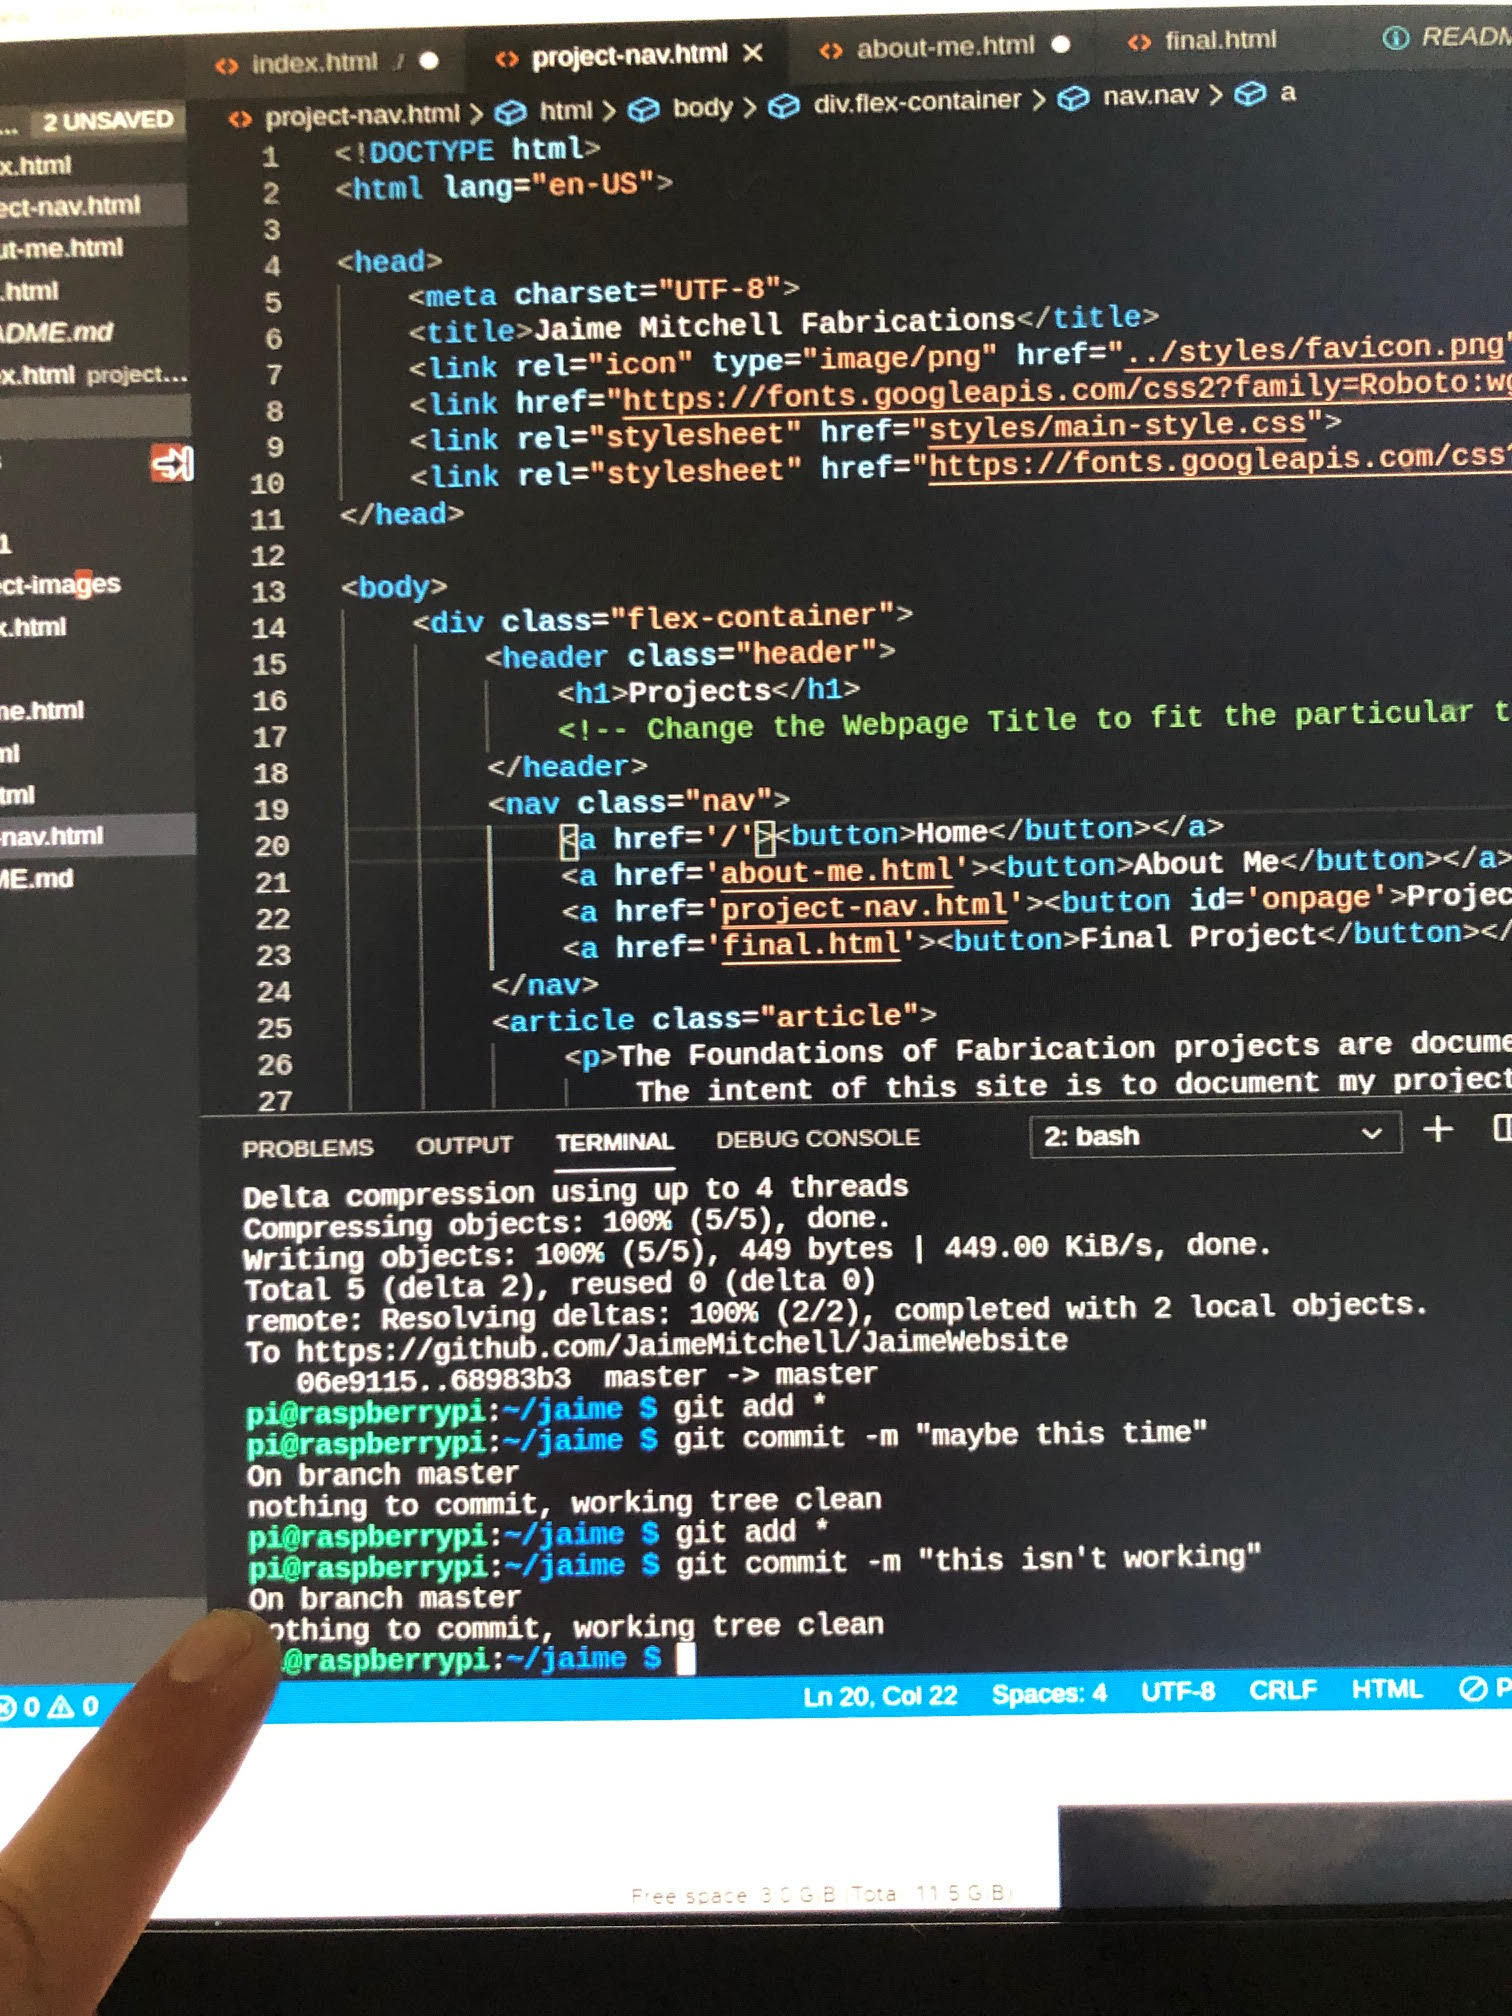 index.html ./
project-nav.html
about-me.html
final.html
READM
... 2 UNSAVED
x.html
ect-nav.html
ut-me.html
.html
ADME.md
x.html project...
1
ct-images
x.html
me.html
ml
tml
-nav.html
ME.md
project-nav.html > html > body > div.flex-container > nav.nav > a
1 <!DOCTYPE html>
2 <html lang="en-US">
3
4 <head>
5 <meta charset="UTF-8">
6 <title>Jaime Mitchell Fabrications</title>
7 <link rel="icon" type="image/png" href="../styles/favicon.png"
8 <link href="https://fonts.googleapis.com/css2?family=Roboto:wg
9 <link rel="stylesheet" href="styles/main-style.css">
10 <link rel="stylesheet" href="https://fonts.googleapis.com/css?
11 </head>
12
13 <body>
14 <div class="flex-container">
15 <header class="header">
16 <h1>Projects</h1>
17 <!-- Change the Webpage Title to fit the particular t
18 </header>
19 <nav class="nav">
20 <a href='/'><button>Home</button></a>
21 <a href='about-me.html'><button>About Me</button></a>
22 <a href='project-nav.html'><button id='onpage'>Projec
23 <a href='final.html'><button>Final Project</button></
24 </nav>
25 <article class="article">
26 <p>The Foundations of Fabrication projects are docume
27 The intent of this site is to document my project
PROBLEMS OUTPUT TERMINAL DEBUG CONSOLE 2: bash
Delta compression using up to 4 threads
Compressing objects: 100% (5/5), done.
Writing objects: 100% (5/5), 449 bytes | 449.00 KiB/s, done.
Total 5 (delta 2), reused 0 (delta 0)
remote: Resolving deltas: 100% (2/2), completed with 2 local objects.
To https://github.com/JaimeMitchell/JaimeWebsite
06e9115..68983b3 master -> master
pi@raspberrypi:~/jaime $ git add *
pi@raspberrypi:~/jaime $ git commit -m "maybe this time"
On branch master
nothing to commit, working tree clean
pi@raspberrypi:~/jaime $ git add *
pi@raspberrypi:~/jaime $ git commit -m "this isn't working"
On branch master
othing to commit, working tree clean
@raspberrypi:~/jaime $
0 0 Ln 20, Col 22 Spaces: 4 UTF-8 CRLF HTML P
Free space: 3.0 GiB (Total: 11.5 GiB)